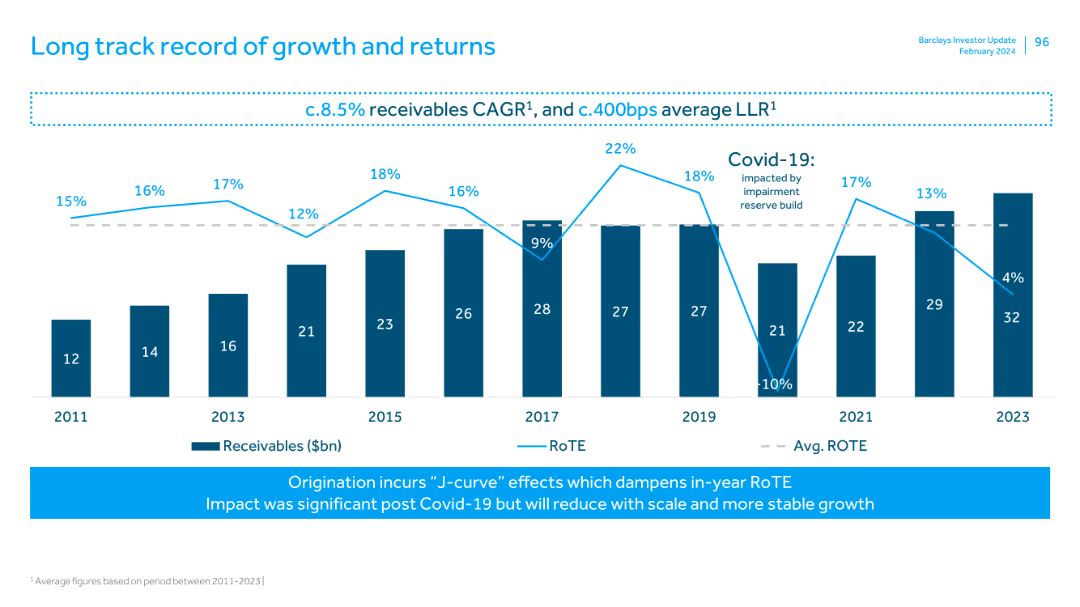 Long track record of growth and returns
Barclays Investor Update
February 2024
96
c.8.5% receivables CAGR¹, and c.400bps average LLR¹
Covid-19:
impacted by
impairment
reserve build
15%
16%
17%
12%
18%
16%
9%
22%
18%
-10%
17%
13%
4%
12
14
16
21
23
26
28
27
27
21
22
29
32
2011
2013
2015
2017
2019
2021
2023
Receivables ($bn)
RoTE
Avg. ROTE
Origination incurs “J-curve” effects which dampens in-year RoTE
Impact was significant post Covid-19 but will reduce with scale and more stable growth
¹ Average figures based on period between 2011-2023 |